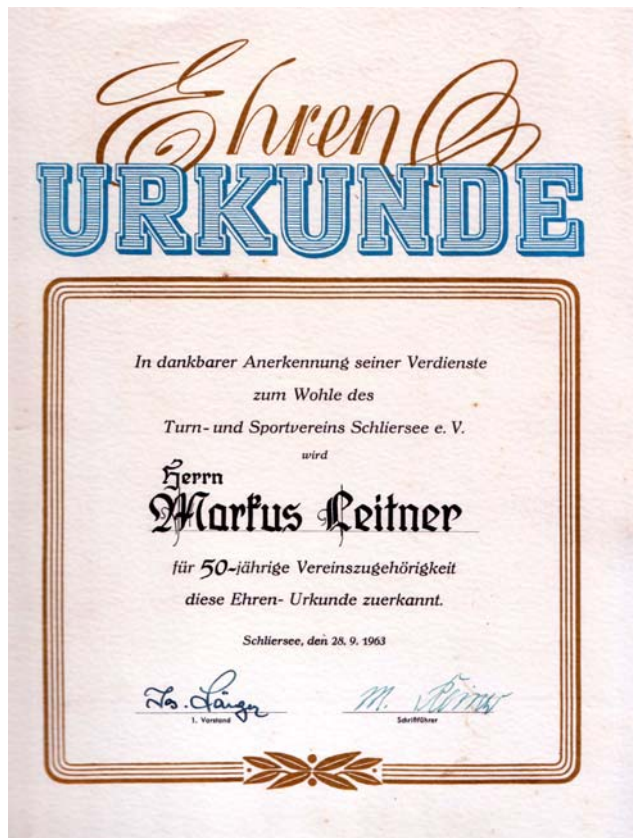 Ehren
URKUNDE
In dankbarer Anerkennung seiner Verdienste
zum Wohle des
Turn- und Sportvereins Schliersee e. V.
wird
Herrn
Markus Leitner
für 50-jährige Vereinszugehörigkeit
diese Ehren- Urkunde zuerkannt.
Schliersee, den 28. 9. 1963
Jos. M.
1. Vorstand Schriftführer